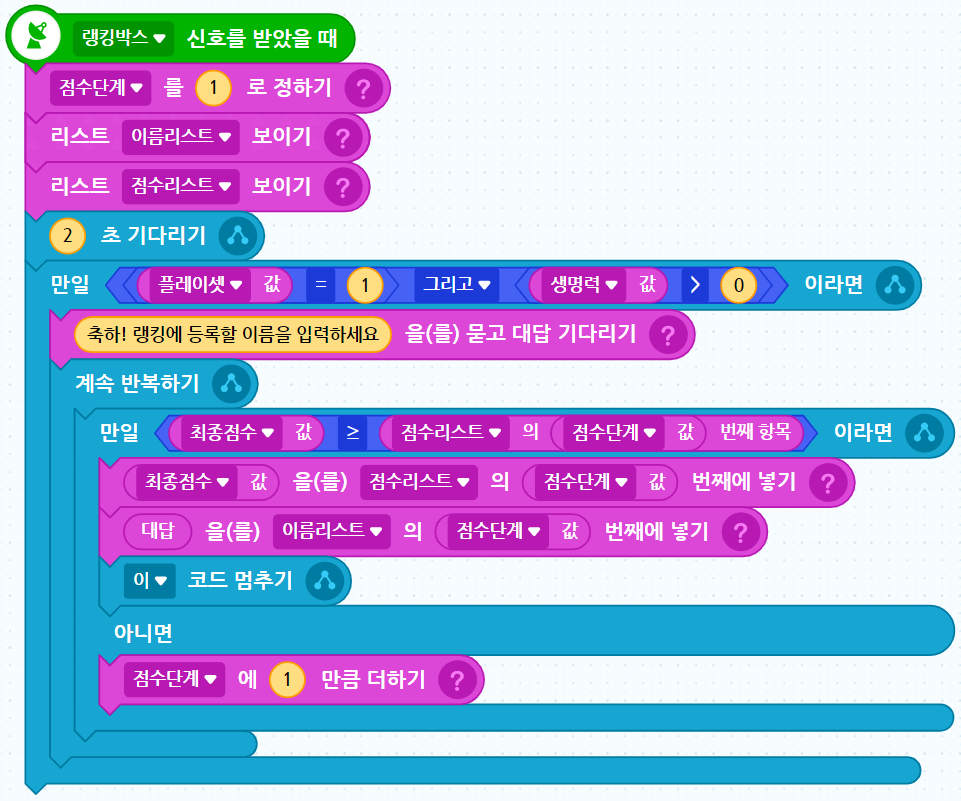 랭킹박스 신호를 받았을 때
점수단계 를 1 로 정하기 ?
리스트 이름리스트 보이기 ?
리스트 점수리스트 보이기 ?
2 초 기다리기
만일 플레이셋 값 = 1 그리고 생명력 값 > 0 이라면
축하! 랭킹에 등록할 이름을 입력하세요 을(를) 묻고 대답 기다리기 ?
계속 반복하기
만일 최종점수 값 ≥ 점수리스트 의 점수단계 값 번째 항목 이라면
최종점수 값 을(를) 점수리스트 의 점수단계 값 번째에 넣기 ?
대답 을(를) 이름리스트 의 점수단계 값 번째에 넣기 ?
이 코드 멈추기
아니면
점수단계 에 1 만큼 더하기 ?